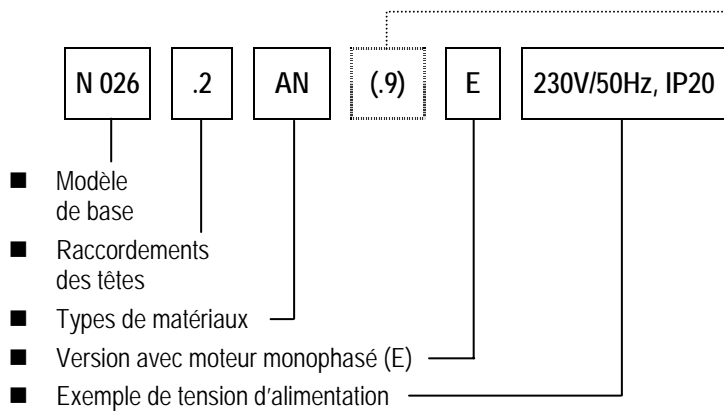 N 026 .2 AN (.9) E 230V/50Hz, IP20
■ Modèle
de base
■ Raccordements
des têtes
■ Types de matériaux
■ Version avec moteur monophasé (E)
■ Exemple de tension d’alimentation